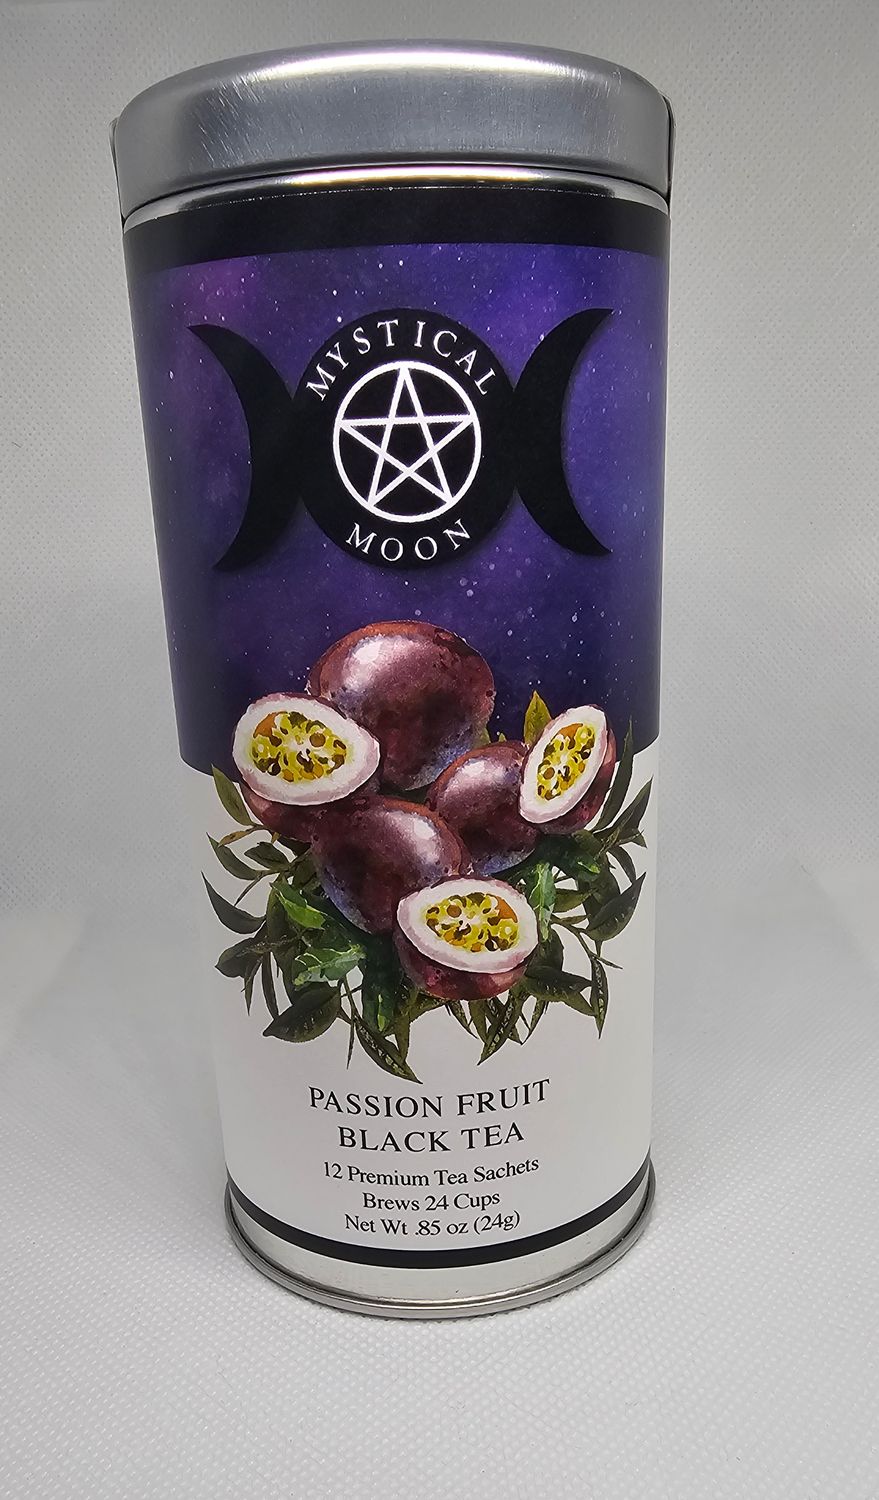 MYSTICAL
MOON
PASSION FRUIT
BLACK TEA
12 Premium Tea Sachets
Brews 24 Cups
Net Wt .85 oz (24g)